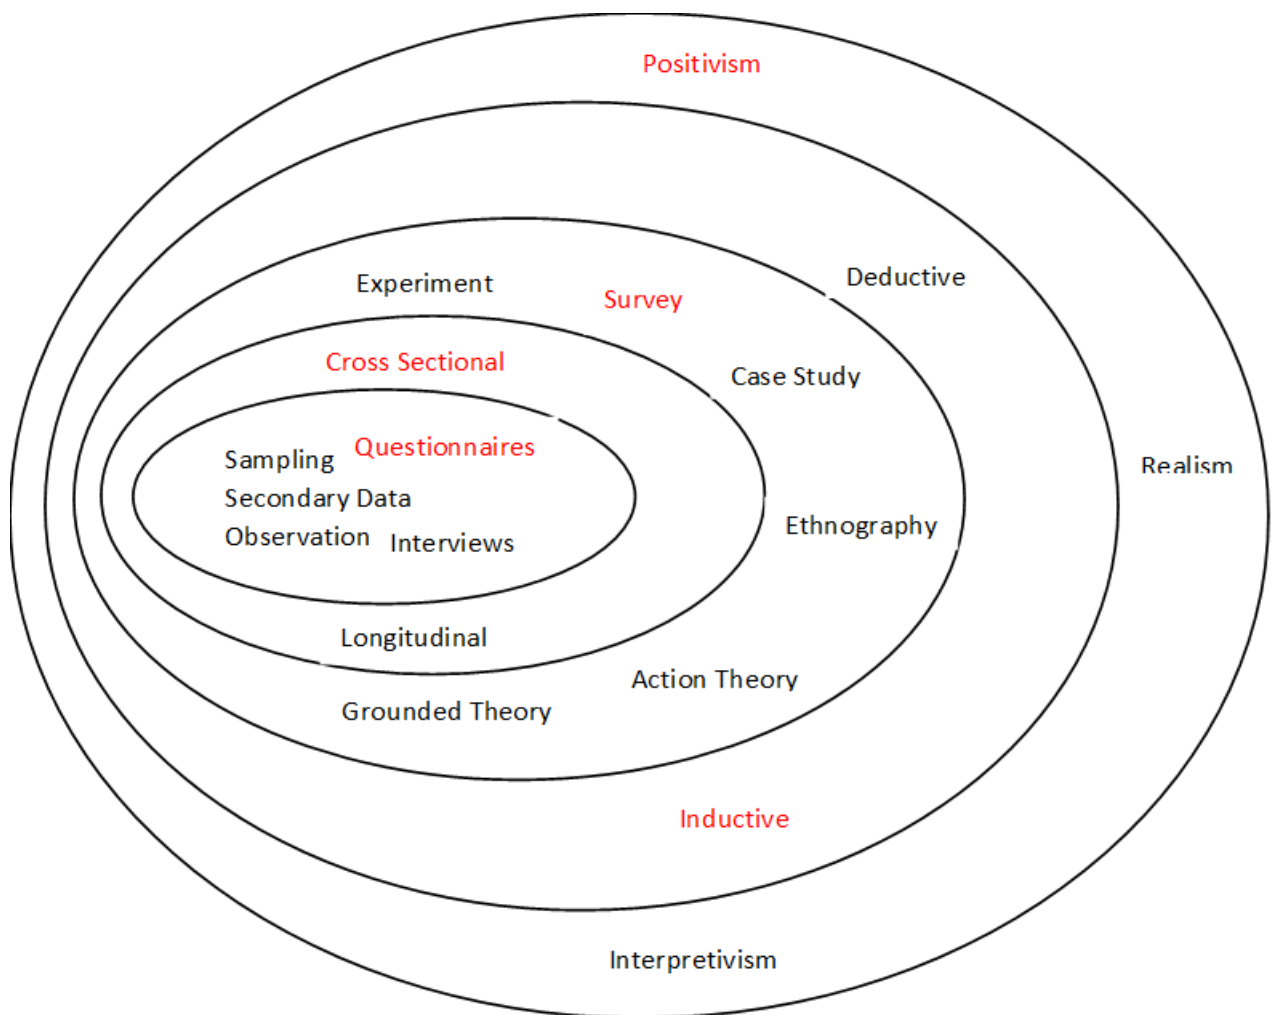 Positivism
Deductive
Experiment
Survey
Cross Sectional
Case Study
Questionnaires
Sampling
Realism
Secondary Data
Ethnography
Observation
Interviews
Longitudinal
Action Theory
Grounded Theory
Inductive
Interpretivism